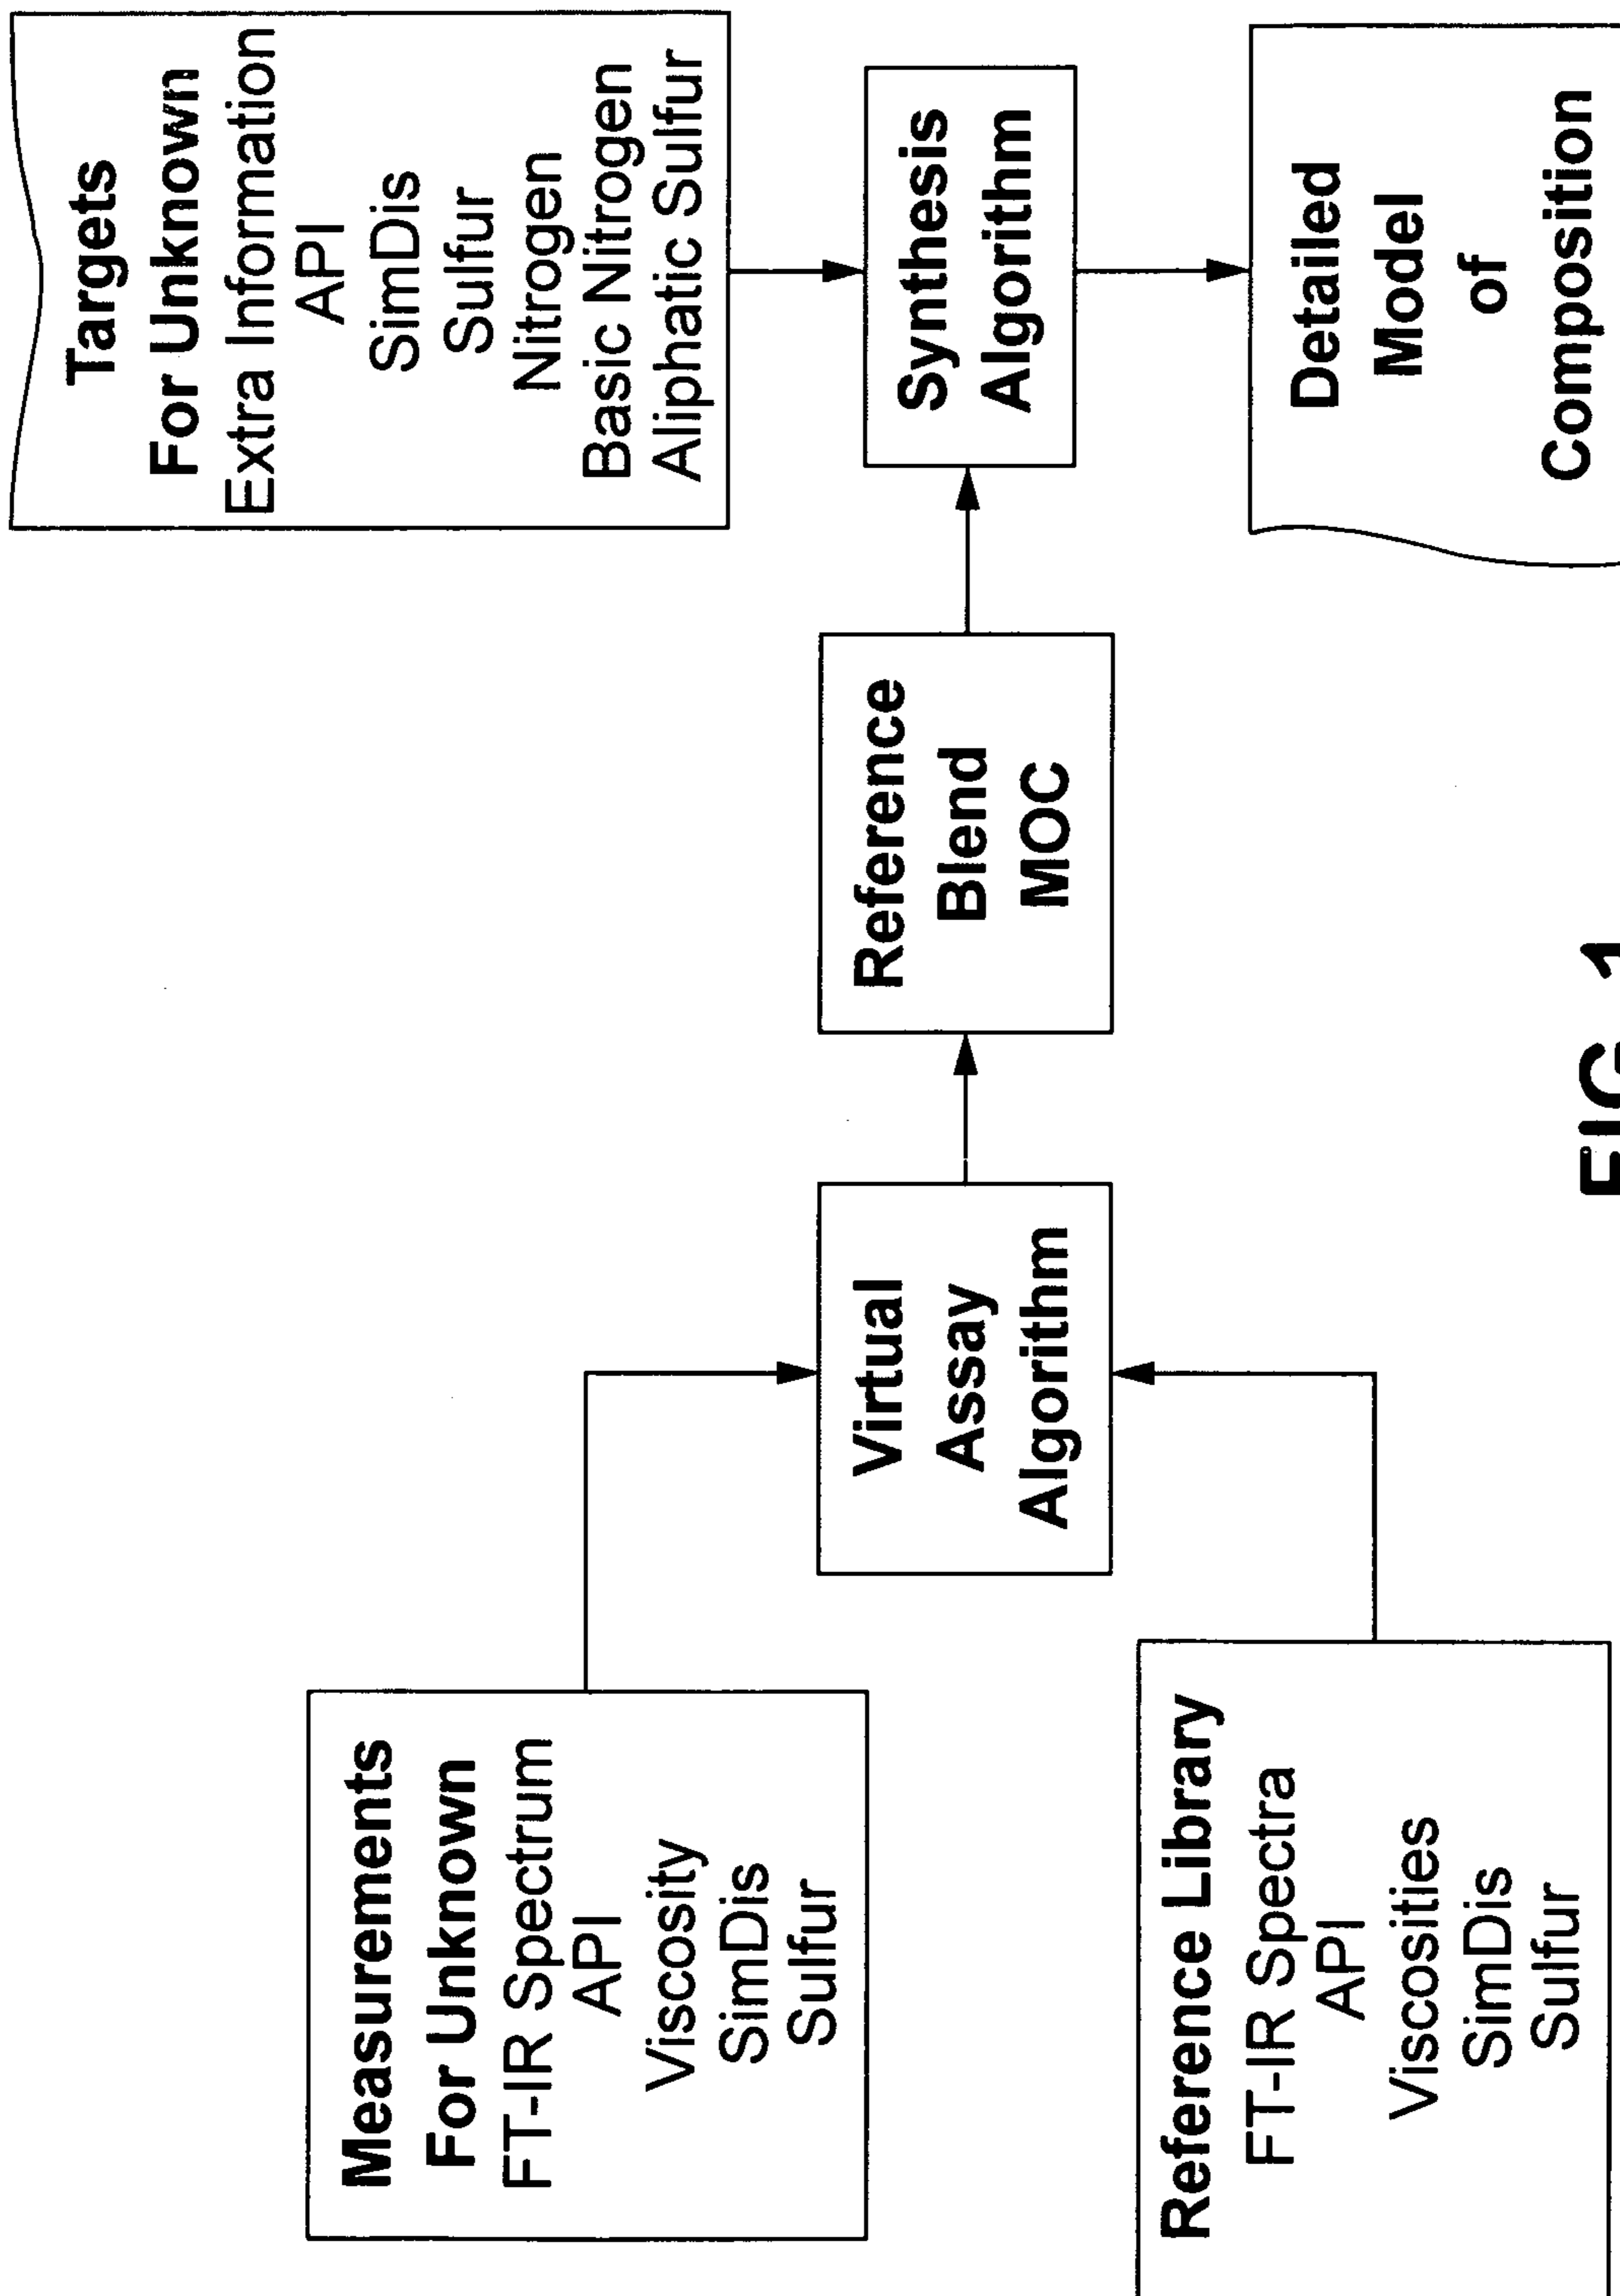 Measurements
For Unknown
FT-IR Spectrum
API
Viscosity
SimDis
Sulfur
Reference Library
FT-IR Spectra
API
Viscosities
SimDis
Sulfur
Virtual
Assay
Algorithm
Reference
Blend
MOC
Targets
For Unknown
Extra Information
API
SimDis
Sulfur
Nitrogen
Basic Nitrogen
Aliphatic Sulfur
Synthesis
Algorithm
Detailed
Model
of
Composition
FIG. 1